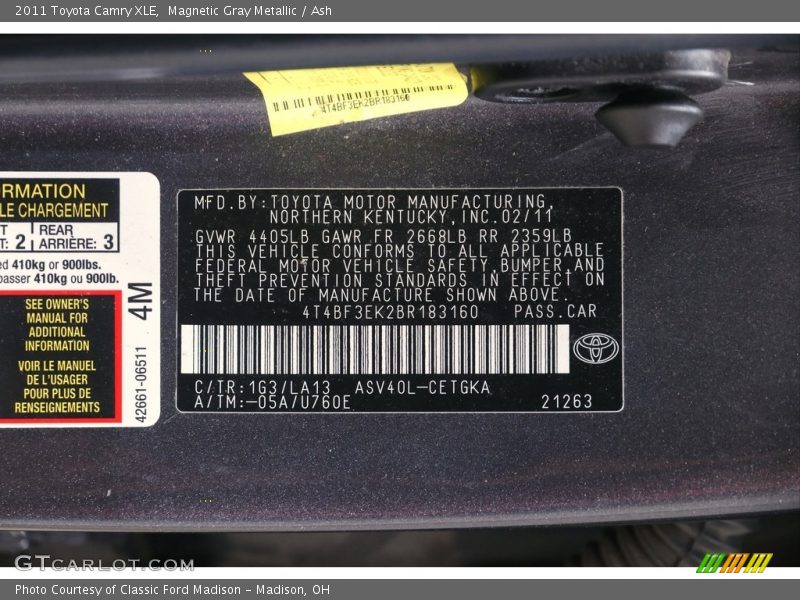 2011 Toyota Camry XLE, Magnetic Gray Metallic / Ash
4T4BF3EK2BR183160
RMATION
LE CHARGEMENT
T REAR
T: 2 ARRIÈRE: 3
ed 410kg or 900lbs.
passer 410kg ou 900lb.
SEE OWNER'S
MANUAL FOR
ADDITIONAL
INFORMATION
VOIR LE MANUEL
DE L'USAGER
POUR PLUS DE
RENSEIGNEMENTS
4M
42661-06511
MFD.BY:TOYOTA MOTOR MANUFACTURING,
NORTHERN KENTUCKY,INC.02/11
GVWR 4405LB GAWR FR 2668LB RR 2359LB
THIS VEHICLE CONFORMS TO ALL APPLICABLE
FEDERAL MOTOR VEHICLE SAFETY,BUMPER,AND
THEFT PREVENTION STANDARDS IN EFFECT ON
THE DATE OF MANUFACTURE SHOWN ABOVE.
4T4BF3EK2BR183160 PASS.CAR
C/TR:1G3/LA13 ASV40L-CETGKA
A/TM:-05A/U760E 21263
GTCARLOT.COM
Photo Courtesy of Classic Ford Madison - Madison, OH